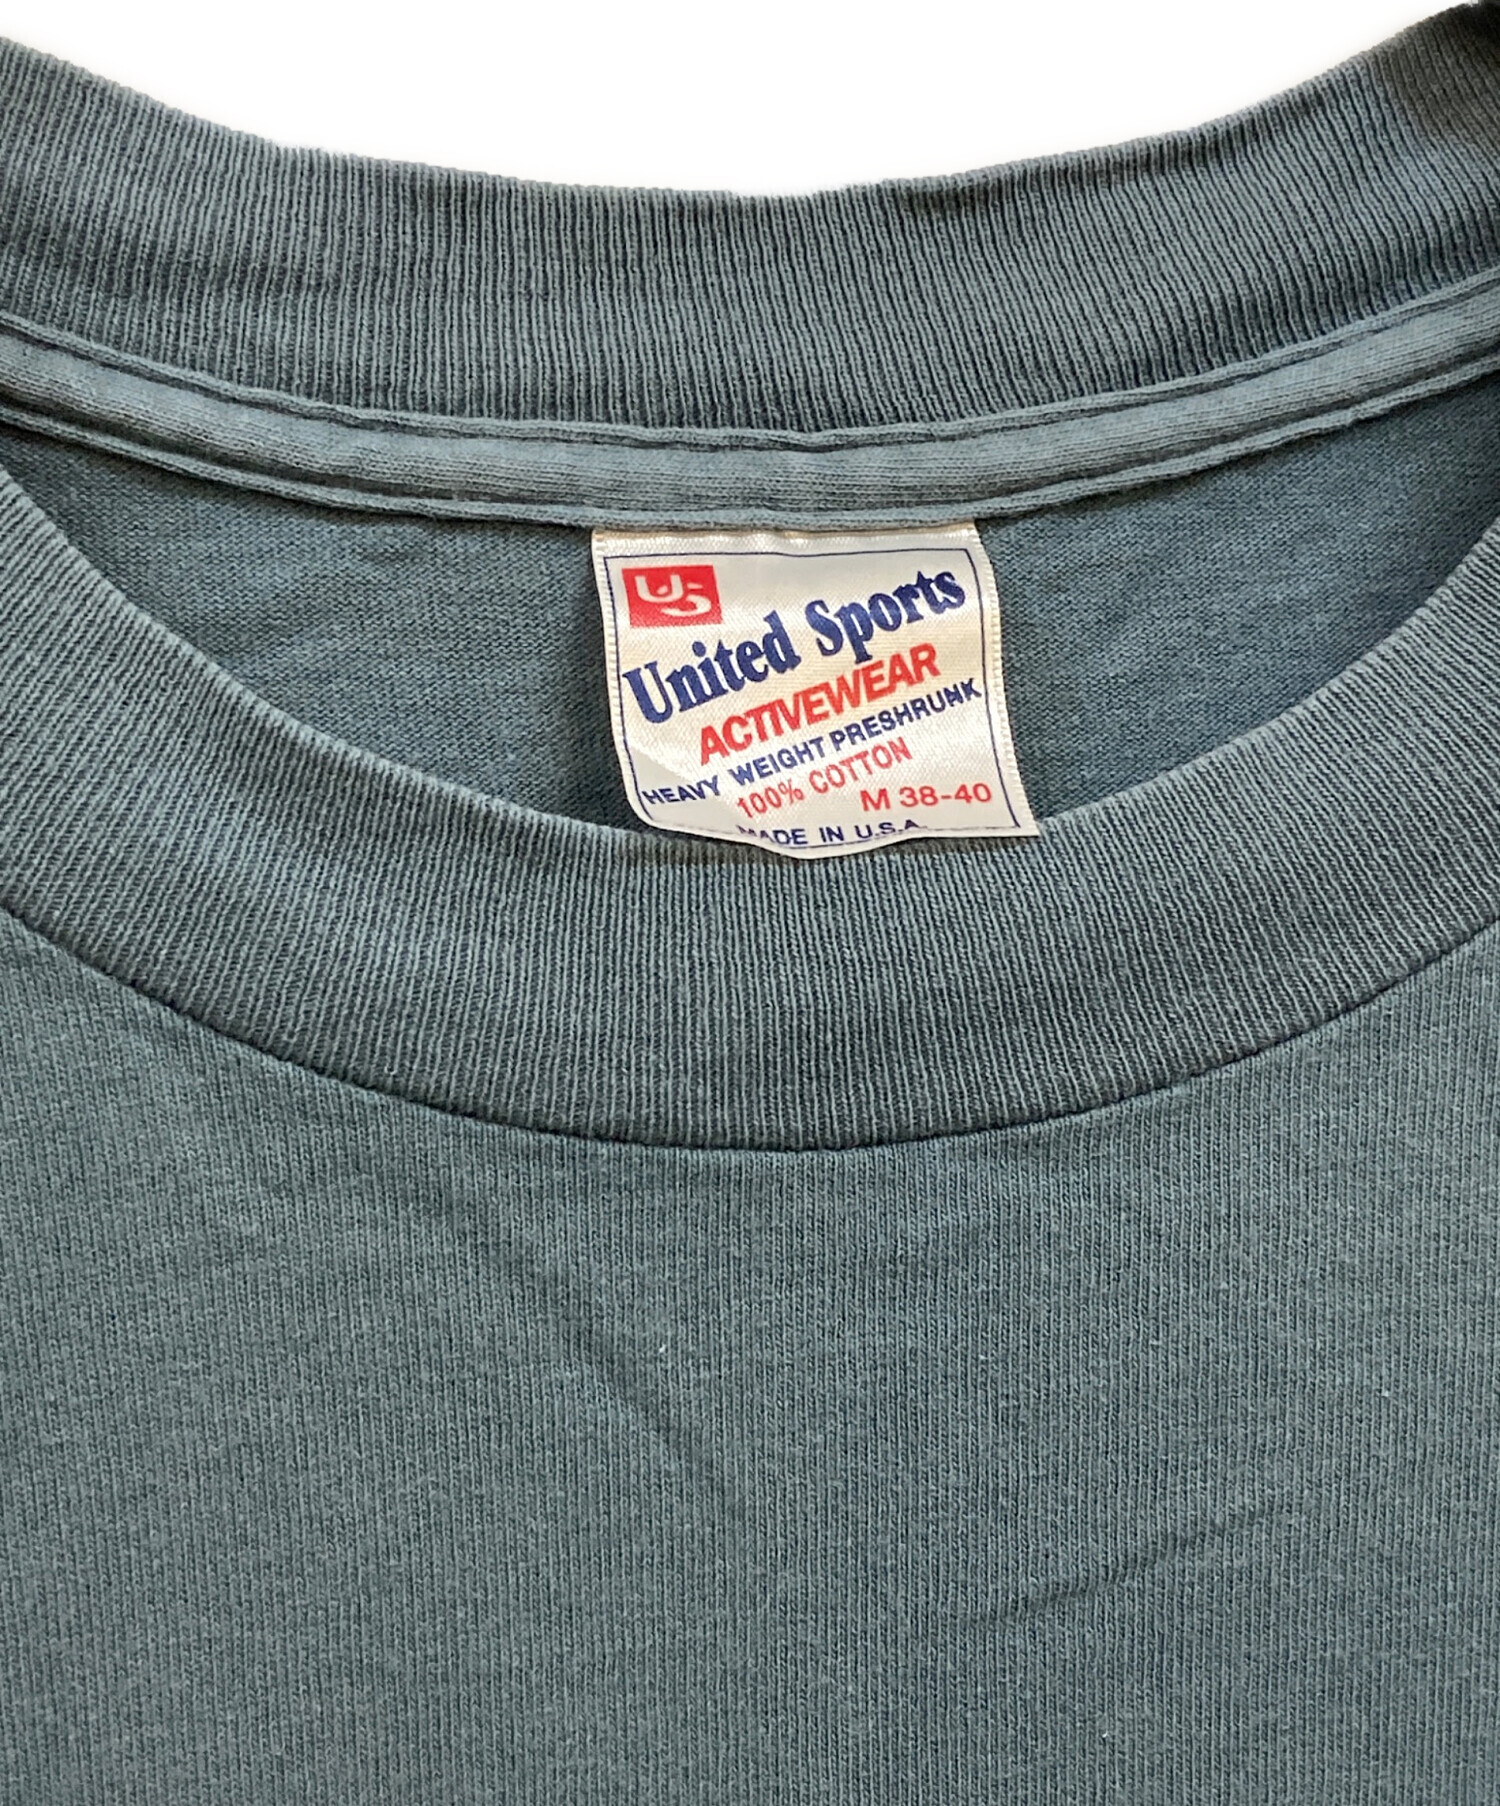 US
United Sports
ACTIVEWEAR
HEAVY WEIGHT PRESHRUNK
100% COTTON
M 38-40
MADE IN U.S.A.